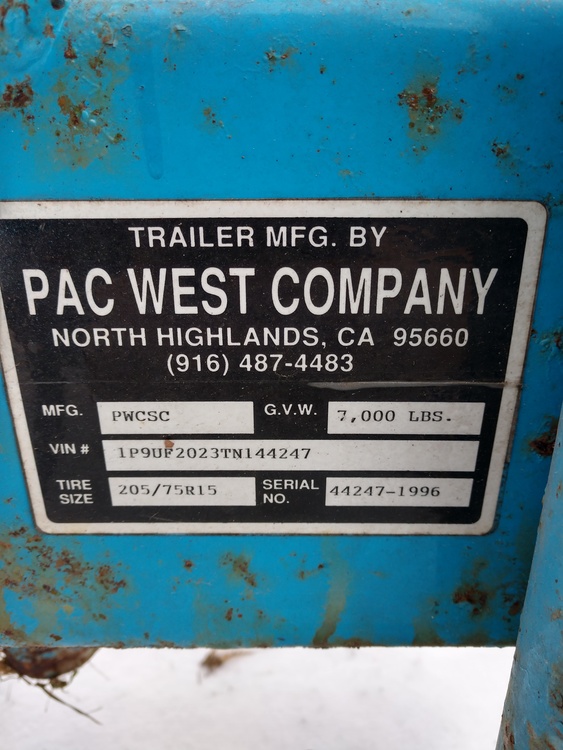 TRAILER MFG. BY
PAC WEST COMPANY
NORTH HIGHLANDS, CA 95660
(916) 487-4483
MFG. PWCSC G.V.W. 7,000 LBS.
VIN # 1P9UF2023TN144247
TIRE SIZE 205/75R15 SERIAL NO. 44247-1996